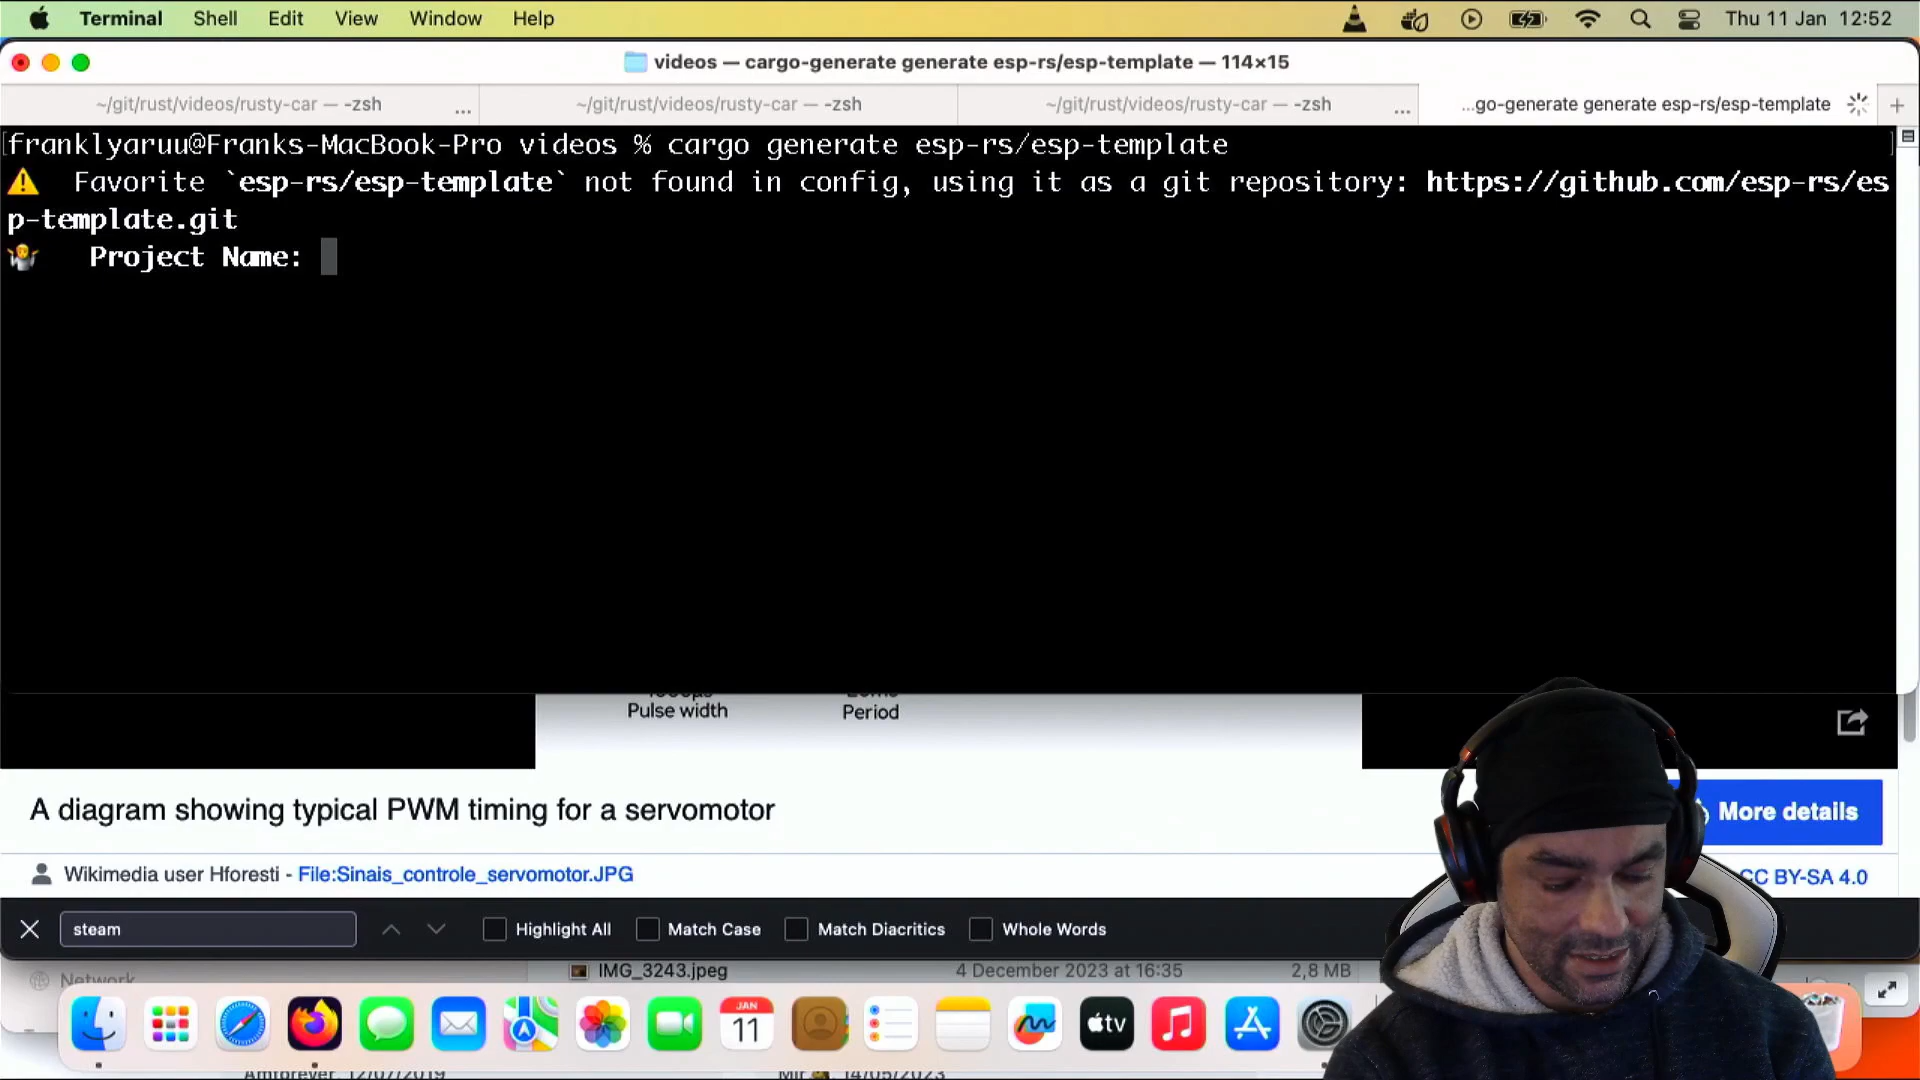 Terminal Shell Edit View Window Help Thu 11 Jan 12:52
videos — cargo-generate generate esp-rs/esp-template — 114×15
~/git/rust/videos/rusty-car — -zsh ... ~/git/rust/videos/rusty-car — -zsh ~/git/rust/videos/rusty-car — -zsh ... ...go-generate generate esp-rs/esp-template
[franklyaruu@Franks-MacBook-Pro videos % cargo generate esp-rs/esp-template ]
⚠️ Favorite `esp-rs/esp-template` not found in config, using it as a git repository: https://github.com/esp-rs/es
p-template.git
🤷 Project Name:
Pulse width Period
A diagram showing typical PWM timing for a servomotor
More details
Wikimedia user Hforesti - File:Sinais_controle_servomotor.JPG
CC BY-SA 4.0
steam Highlight All Match Case Match Diacritics Whole Words
Network IMG_3243.jpeg 4 December 2023 at 16:35 2,8 MB
JAN
11
tv